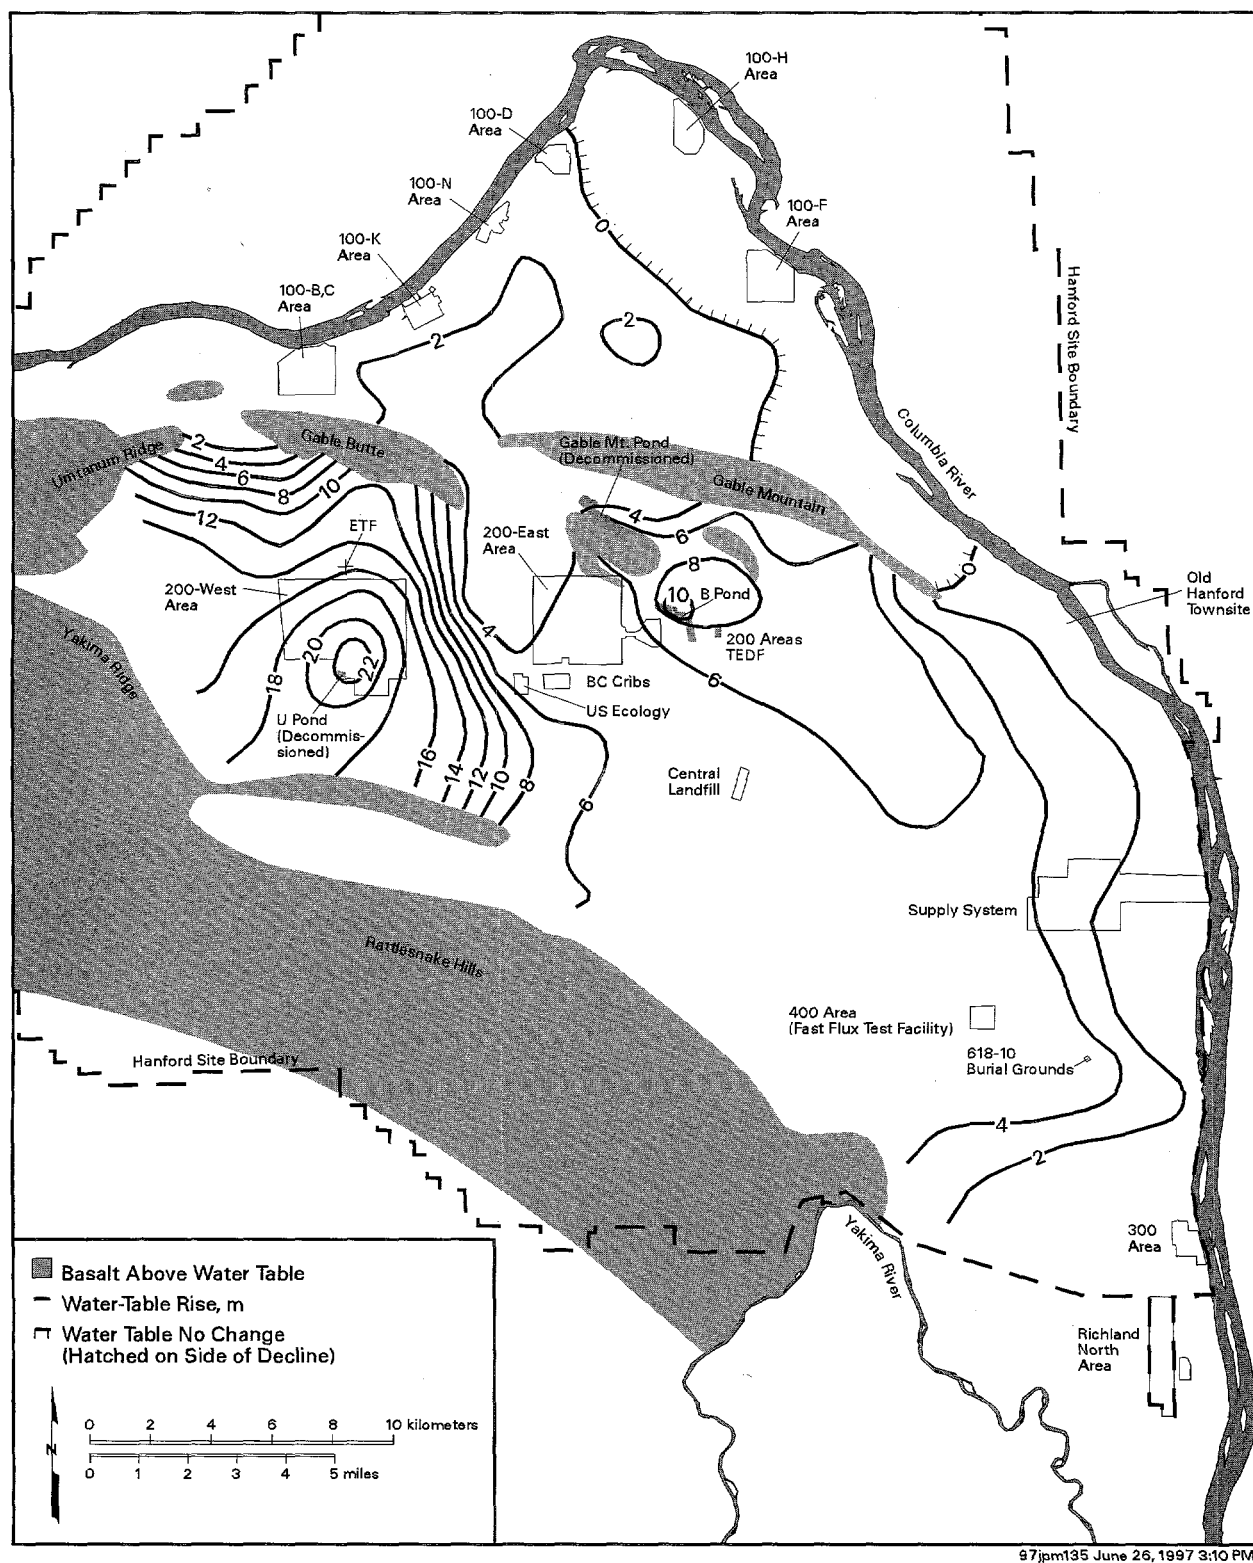 100-H
Area
100-D
Area
100-N
Area
100-F
Area
100-K
Area
100-B,C
Area
0
2
2
Hanford Site Boundary
Columbia River
Umtanum Ridge
Gable Butte
Gable Mt. Pond
(Decommissioned)
Gable Mountain
2
4
6
8
10
12
ETF
200-East
Area
4
6
8
10
B Pond
0
Old
Hanford
Townsite
200-West
Area
Yakima Ridge
4
200 Areas
TEDF
20
22
18
6
BC Cribs
US Ecology
U Pond
(Decommis-
sioned)
16
14
12
10
8
6
Central
Landfill
Supply System
Rattlesnake Hills
400 Area
(Fast Flux Test Facility)
618-10
Burial Grounds
Hanford Site Boundary
4
2
Yakima River
300
Area
Richland
North
Area
Basalt Above Water Table
Water-Table Rise, m
Water Table No Change
(Hatched on Side of Decline)
N
0 2 4 6 8 10 kilometers
0 1 2 3 4 5 miles
97jpm135 June 26, 1997 3:10 PM